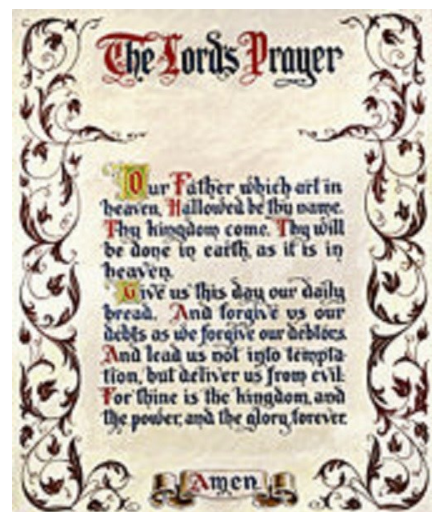 The Lord's Prayer
Our Father which art in
heaven, Hallowed be thy name.
Thy kingdom come. Thy will
be done in earth, as it is in
heaven.
Give us this day our daily
bread. And forgive us our
debts as we forgive our debtors.
And lead us not into tempta-
tion, but deliver us from evil:
For thine is the kingdom, and
the power, and the glory, forever.
Amen